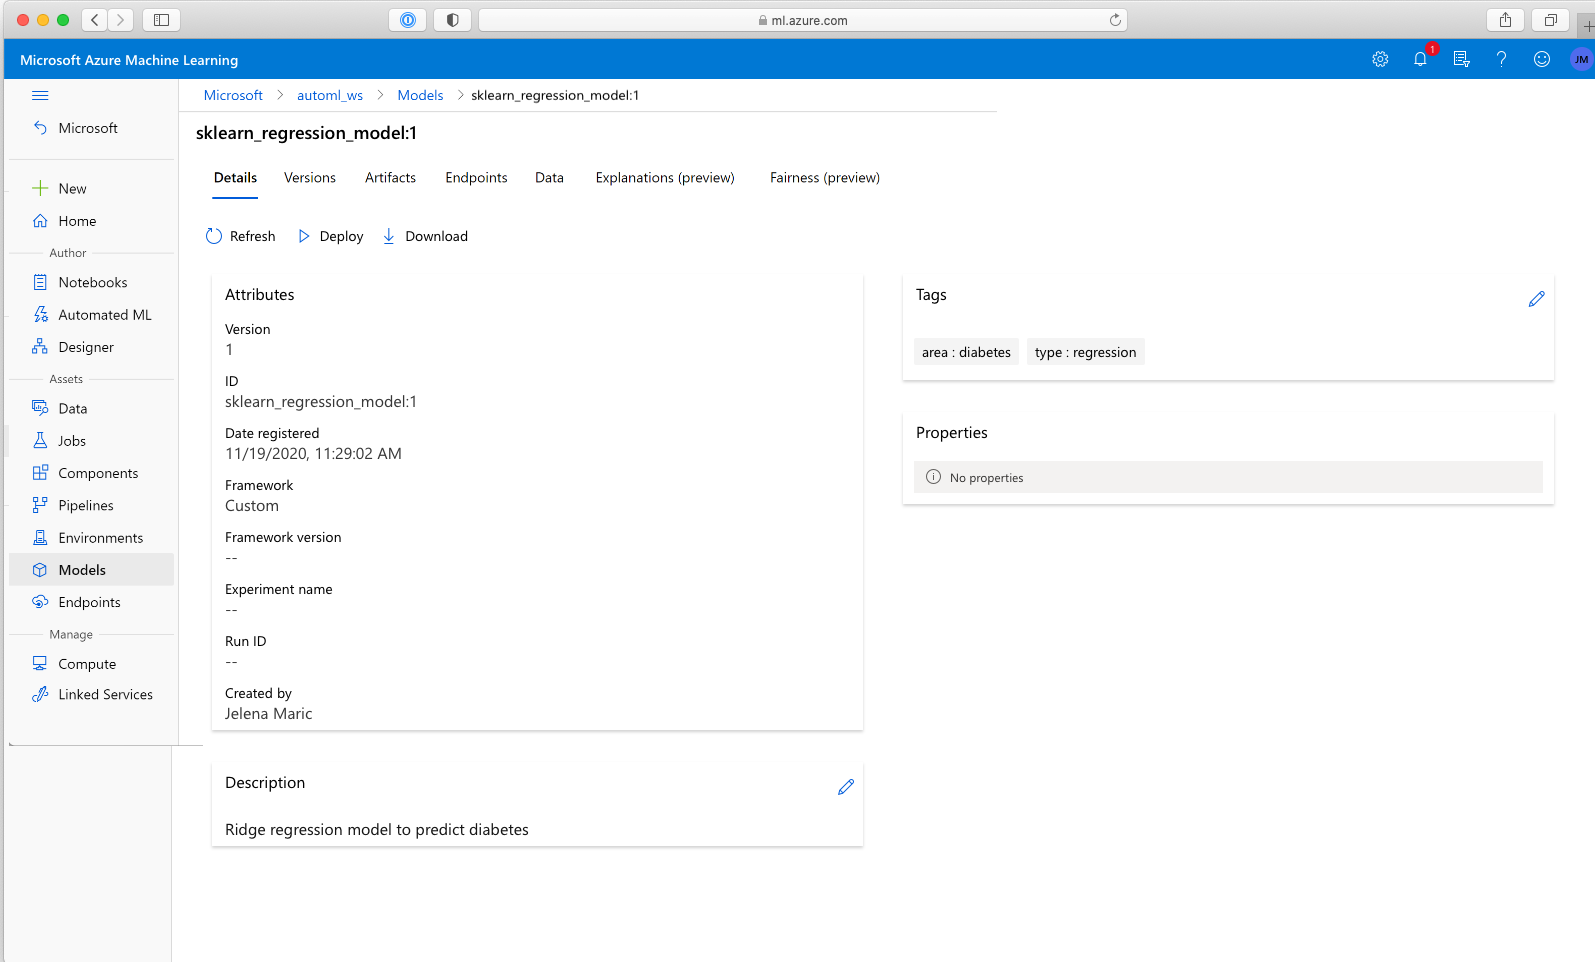 ml.azure.com
Microsoft Azure Machine Learning
1
JM
Microsoft
New
Home
Author
Notebooks
Automated ML
Designer
Assets
Data
Jobs
Components
Pipelines
Environments
Models
Endpoints
Manage
Compute
Linked Services
Microsoft > automl_ws > Models > sklearn_regression_model:1
sklearn_regression_model:1
Details Versions Artifacts Endpoints Data Explanations (preview) Fairness (preview)
Refresh Deploy Download
Attributes
Version
1
ID
sklearn_regression_model:1
Date registered
11/19/2020, 11:29:02 AM
Framework
Custom
Framework version
--
Experiment name
--
Run ID
--
Created by
Jelena Maric
Description
Ridge regression model to predict diabetes
Tags
area : diabetes type : regression
Properties
No properties